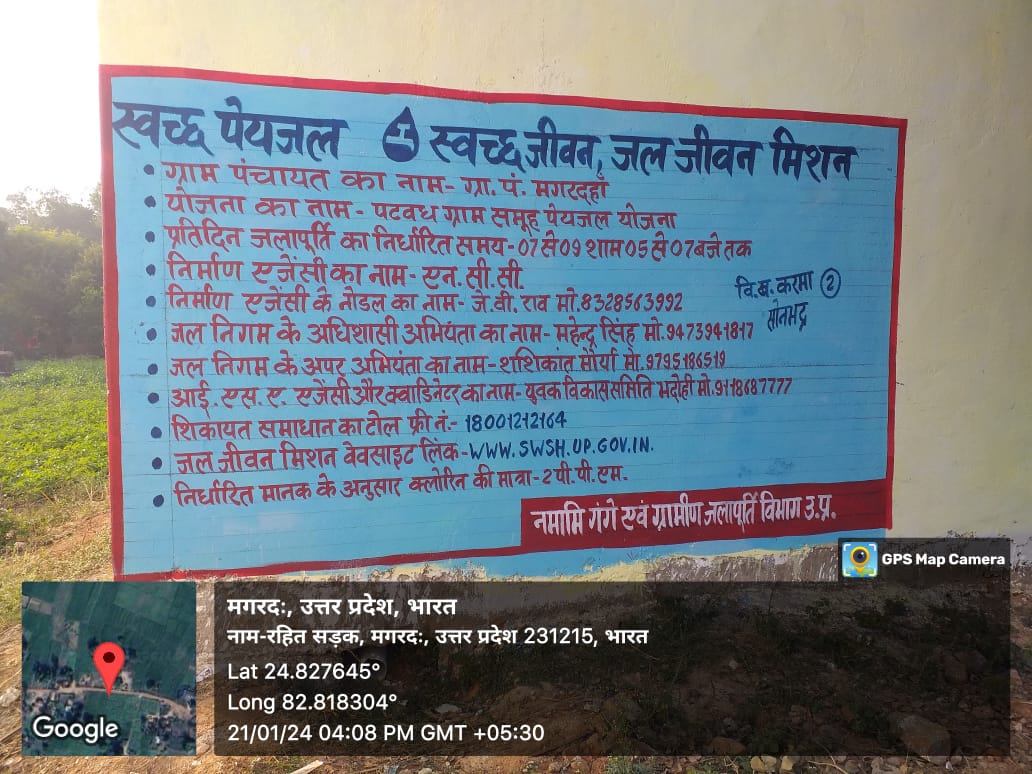 स्वच्छ पेयजल स्वच्छ जीवन, जल जीवन मिशन
• ग्राम पंचायत का नाम- ग्रा. पं. मगरदहाँ
• योजना का नाम - पटवध ग्राम समूह पेयजल योजना
• प्रतिदिन जलापूर्ति का निर्धारित समय-07 से 09 शाम 05 से 07 बजे तक
• निर्माण एजेंसी का नाम- एन. सी. सी.
• निर्माण एजेंसी के नोडल का नाम- जे. वी. राव मो. 8328563992
वि.ख. करमा 2
सोनभद्र
• जल निगम के अधिशासी अभियंता का नाम- महेन्द्र सिंह मो. 9473941817
• जल निगम के अपर अभियंता का नाम- शशिकांत मौर्या मो. 9795186519
• आई. एस. ए. एजेंसी और क्वाडिनेटर का नाम- युवक विकास समिति भदोही मो. 9118687777
• शिकायत समाधान का टोल फ्री नं.- 18001212164
• जल जीवन मिशन वेवसाइट लिंक-WWW.SWSH.UP.GOV.IN.
• निर्धारित मानक के अनुसार क्लोरित की मात्रा- 2 पी. पी. एम.
नमामि गंगे एवं ग्रामीण जलापूर्ति विभाग उ.प्र.
GPS Map Camera
मगरदः, उत्तर प्रदेश, भारत
नाम-रहित सड़क, मगरदः, उत्तर प्रदेश 231215, भारत
Lat 24.827645°
Long 82.818304°
21/01/24 04:08 PM GMT +05:30
Google